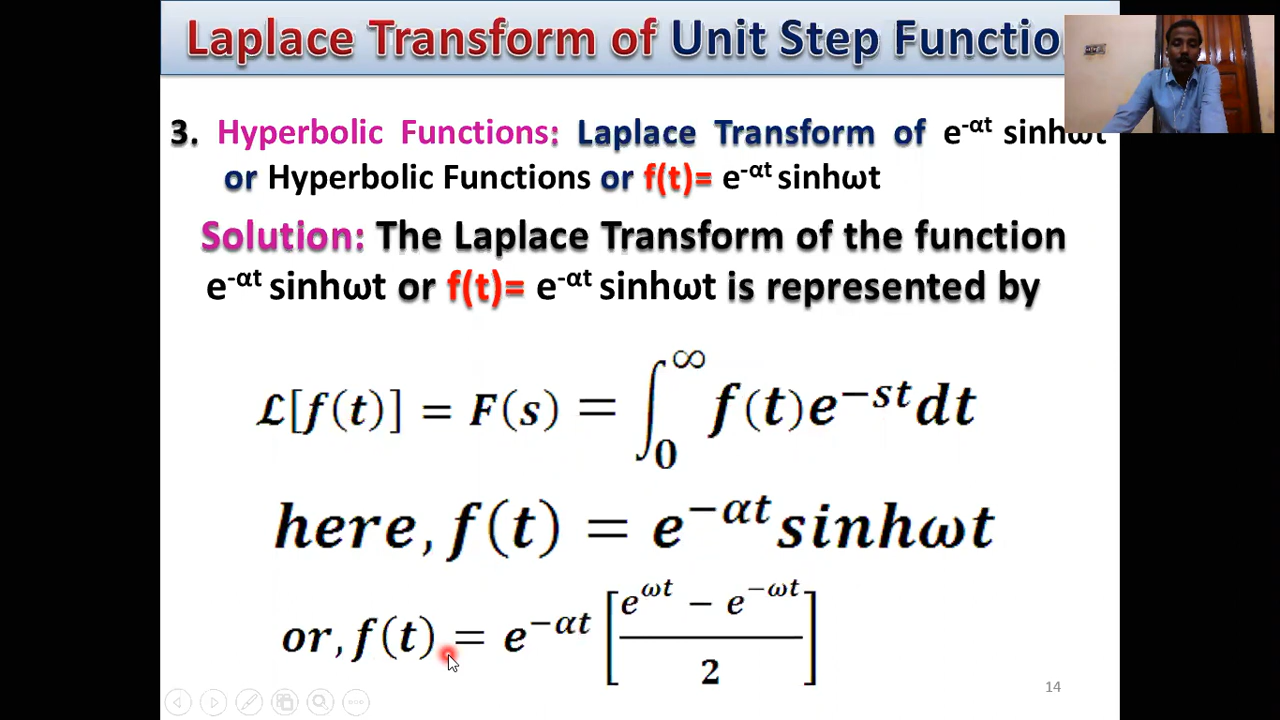 Laplace Transform of Unit Step Functio
3. Hyperbolic Functions: Laplace Transform of e^-αt sinhωt
or Hyperbolic Functions or f(t)= e^-αt sinhωt
Solution: The Laplace Transform of the function
e^-αt sinhωt or f(t)= e^-αt sinhωt is represented by
ℒ[f(t)] = F(s) = ∫_0^∞ f(t)e^−st dt
here, f(t) = e^−αt sinhωt
or, f(t) = e^−αt [(e^ωt − e^−ωt)/2]
14